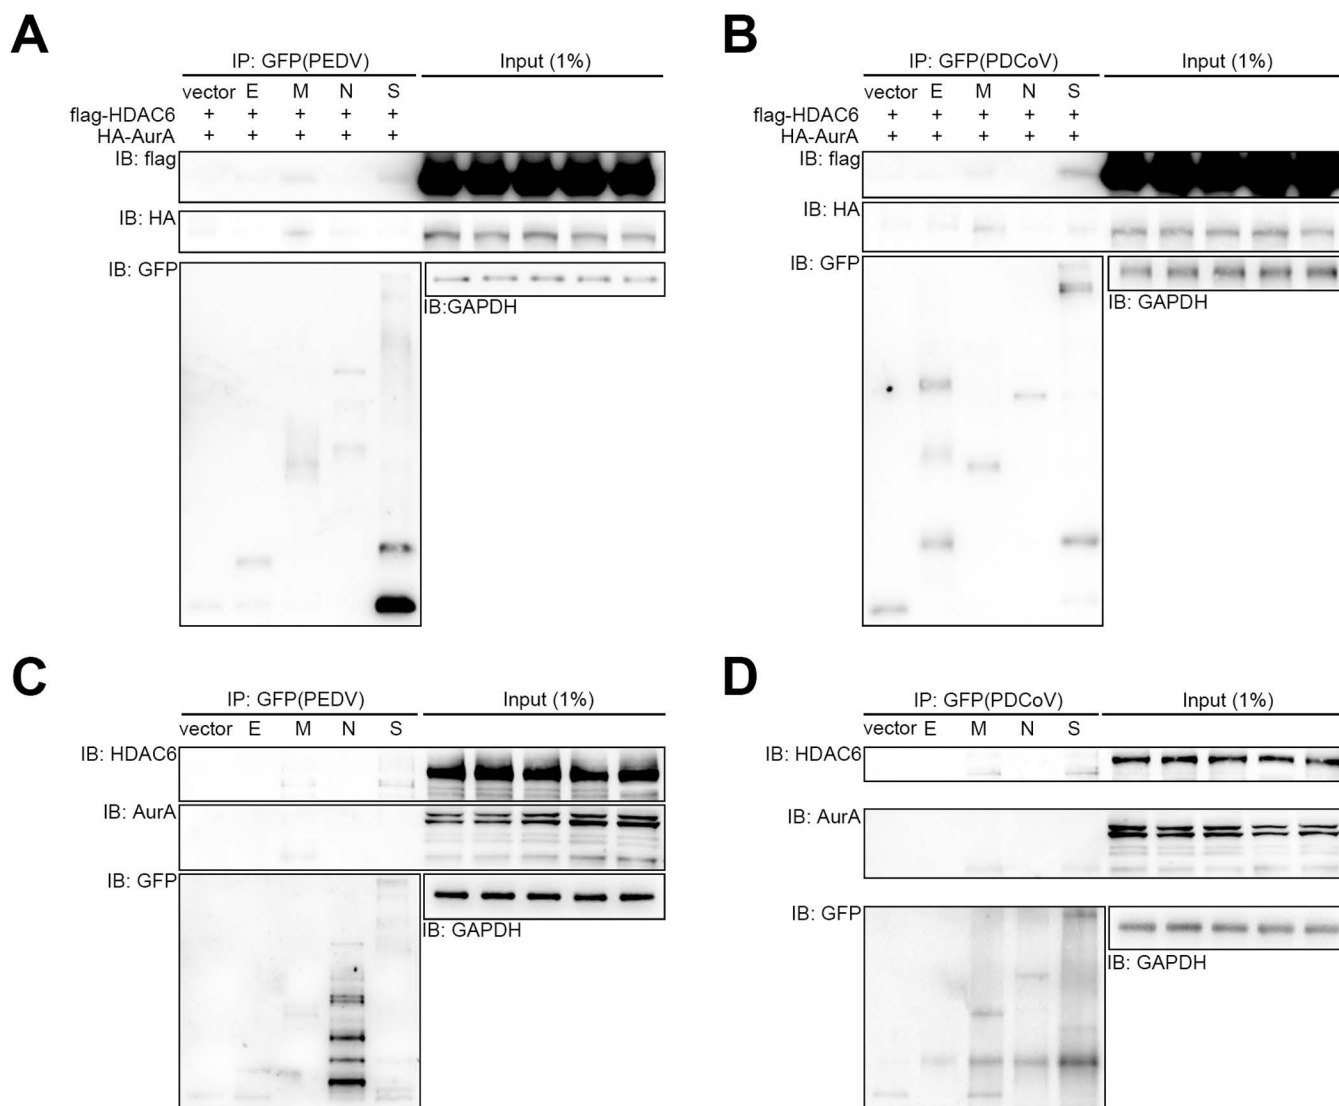 A
IP: GFP(PEDV) Input (1%)
vector E M N S
flag-HDAC6 + + + + +
HA-AurA + + + + +
IB: flag
IB: HA
IB: GFP
IB:GAPDH
B
IP: GFP(PDCoV) Input (1%)
vector E M N S
flag-HDAC6 + + + + +
HA-AurA + + + + +
IB: flag
IB: HA
IB: GFP
IB: GAPDH
C
IP: GFP(PEDV) Input (1%)
vector E M N S
IB: HDAC6
IB: AurA
IB: GFP
IB: GAPDH
D
IP: GFP(PDCoV) Input (1%)
vector E M N S
IB: HDAC6
IB: AurA
IB: GFP
IB: GAPDH